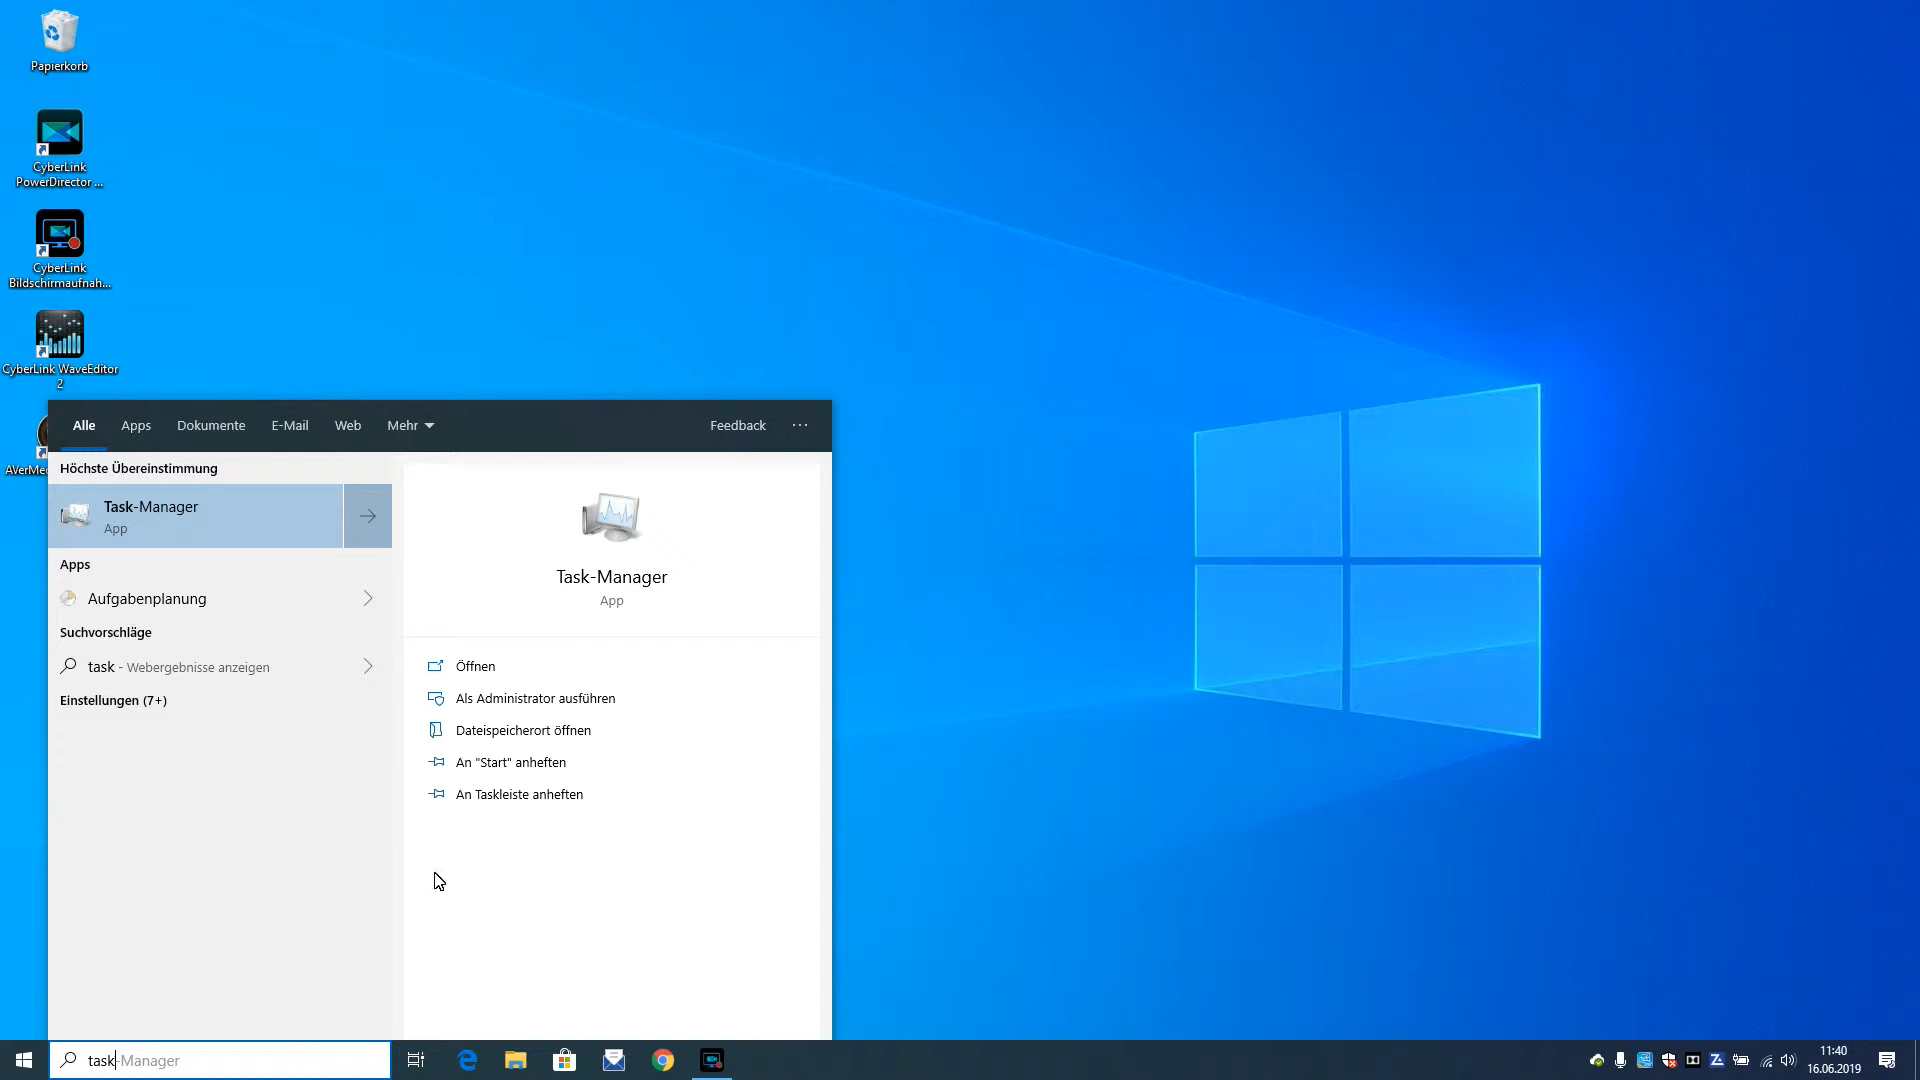 Papierkorb
CyberLink
PowerDirector ...
CyberLink
Bildschirmaufnah...
CyberLink WaveEditor
2
AVerMe
Alle Apps Dokumente E-Mail Web Mehr Feedback ...
Höchste Übereinstimmung
Task-Manager
App
Apps
Aufgabenplanung
Suchvorschläge
task - Webergebnisse anzeigen
Einstellungen (7+)
Task-Manager
App
Öffnen
Als Administrator ausführen
Dateispeicherort öffnen
An "Start" anheften
An Taskleiste anheften
task-Manager
11:40
16.06.2019